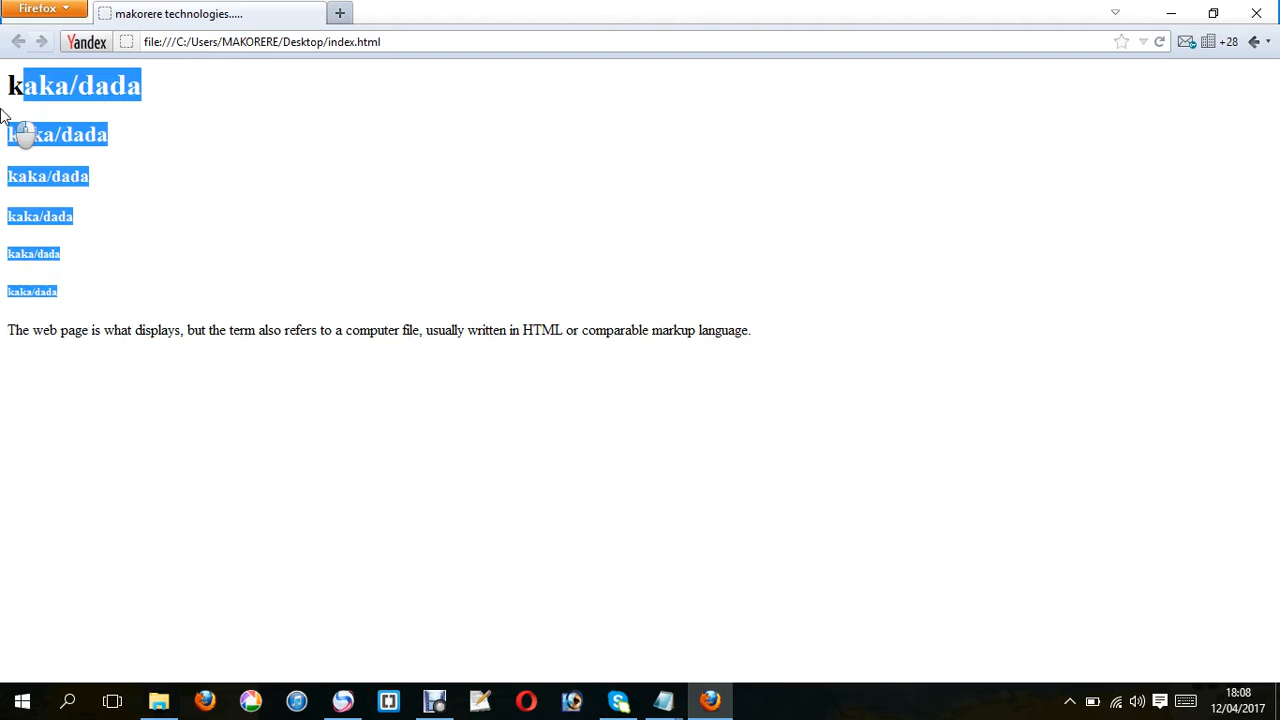 Firefox
makorere technologies.....
Yandex
file:///C:/Users/MAKORERE/Desktop/index.html
+28
kaka/dada
kaka/dada
kaka/dada
kaka/dada
kaka/dada
kaka/dada
The web page is what displays, but the term also refers to a computer file, usually written in HTML or comparable markup language.
18:08
12/04/2017